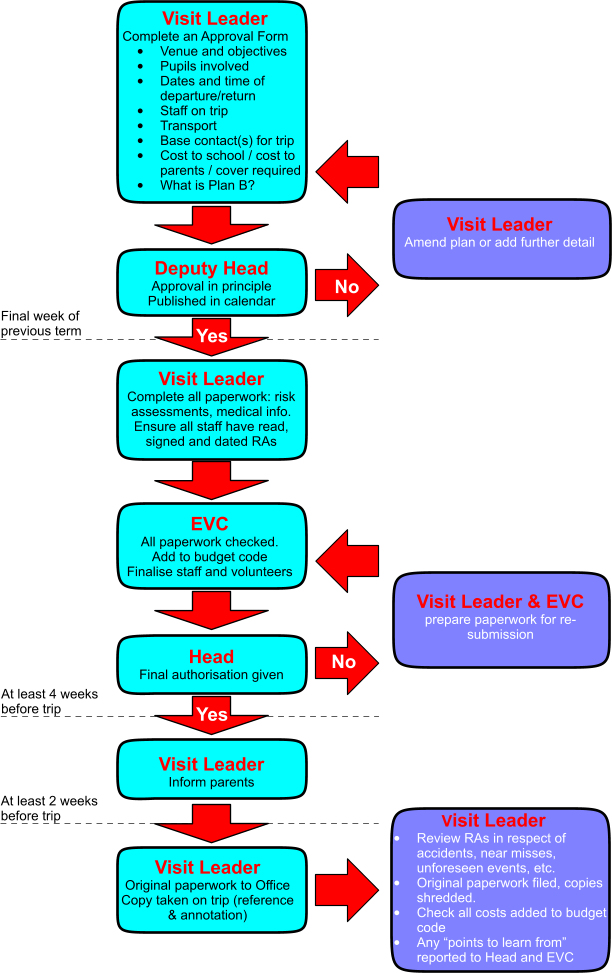 Visit Leader
Complete an Approval Form
• Venue and objectives
• Pupils involved
• Dates and time of
departure/return
• Staff on trip
• Transport
• Base contact(s) for trip
• Cost to school / cost to
parents / cover required
• What is Plan B?
Visit Leader
Amend plan or add further detail
Deputy Head
Approval in principle
Published in calendar
No
Final week of
previous term
Yes
Visit Leader
Complete all paperwork: risk
assessments, medical info.
Ensure all staff have read,
signed and dated RAs
EVC
All paperwork checked.
Add to budget code
Finalise staff and volunteers
Visit Leader & EVC
prepare paperwork for re-
submission
Head
Final authorisation given
No
At least 4 weeks
before trip
Yes
Visit Leader
Inform parents
At least 2 weeks
before trip
Visit Leader
Original paperwork to Office
Copy taken on trip (reference
& annotation)
Visit Leader
• Review RAs in respect of
accidents, near misses,
unforeseen events, etc.
• Original paperwork filed, copies
shredded.
• Check all costs added to budget
code
• Any “points to learn from”
reported to Head and EVC